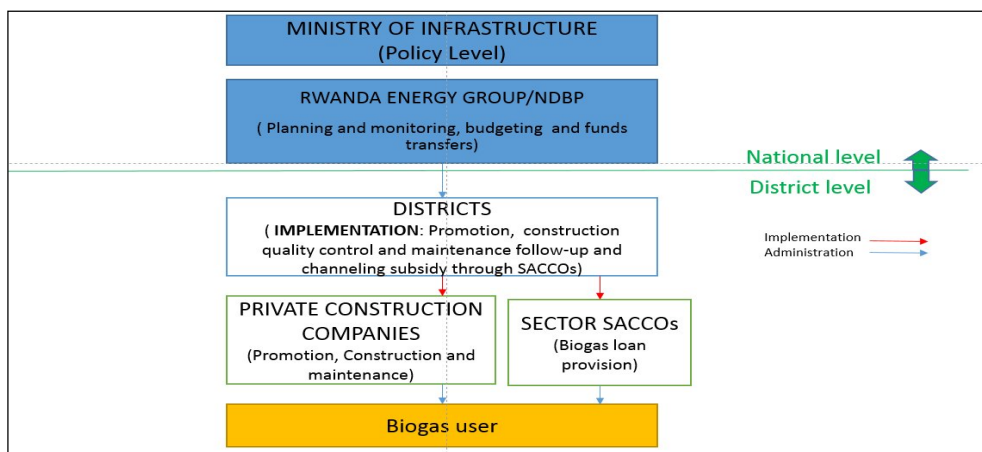 MINISTRY OF INFRASTRUCTURE
(Policy Level)
RWANDA ENERGY GROUP/NDBP
( Planning and monitoring, budgeting and funds
transfers)
National level
District level
DISTRICTS
( IMPLEMENTATION: Promotion, construction
quality control and maintenance follow-up and
channeling subsidy through SACCOs)
Implementation
Administration
PRIVATE CONSTRUCTION
COMPANIES
(Promotion, Construction and
maintenance)
SECTOR SACCOs
(Biogas loan
provision)
Biogas user